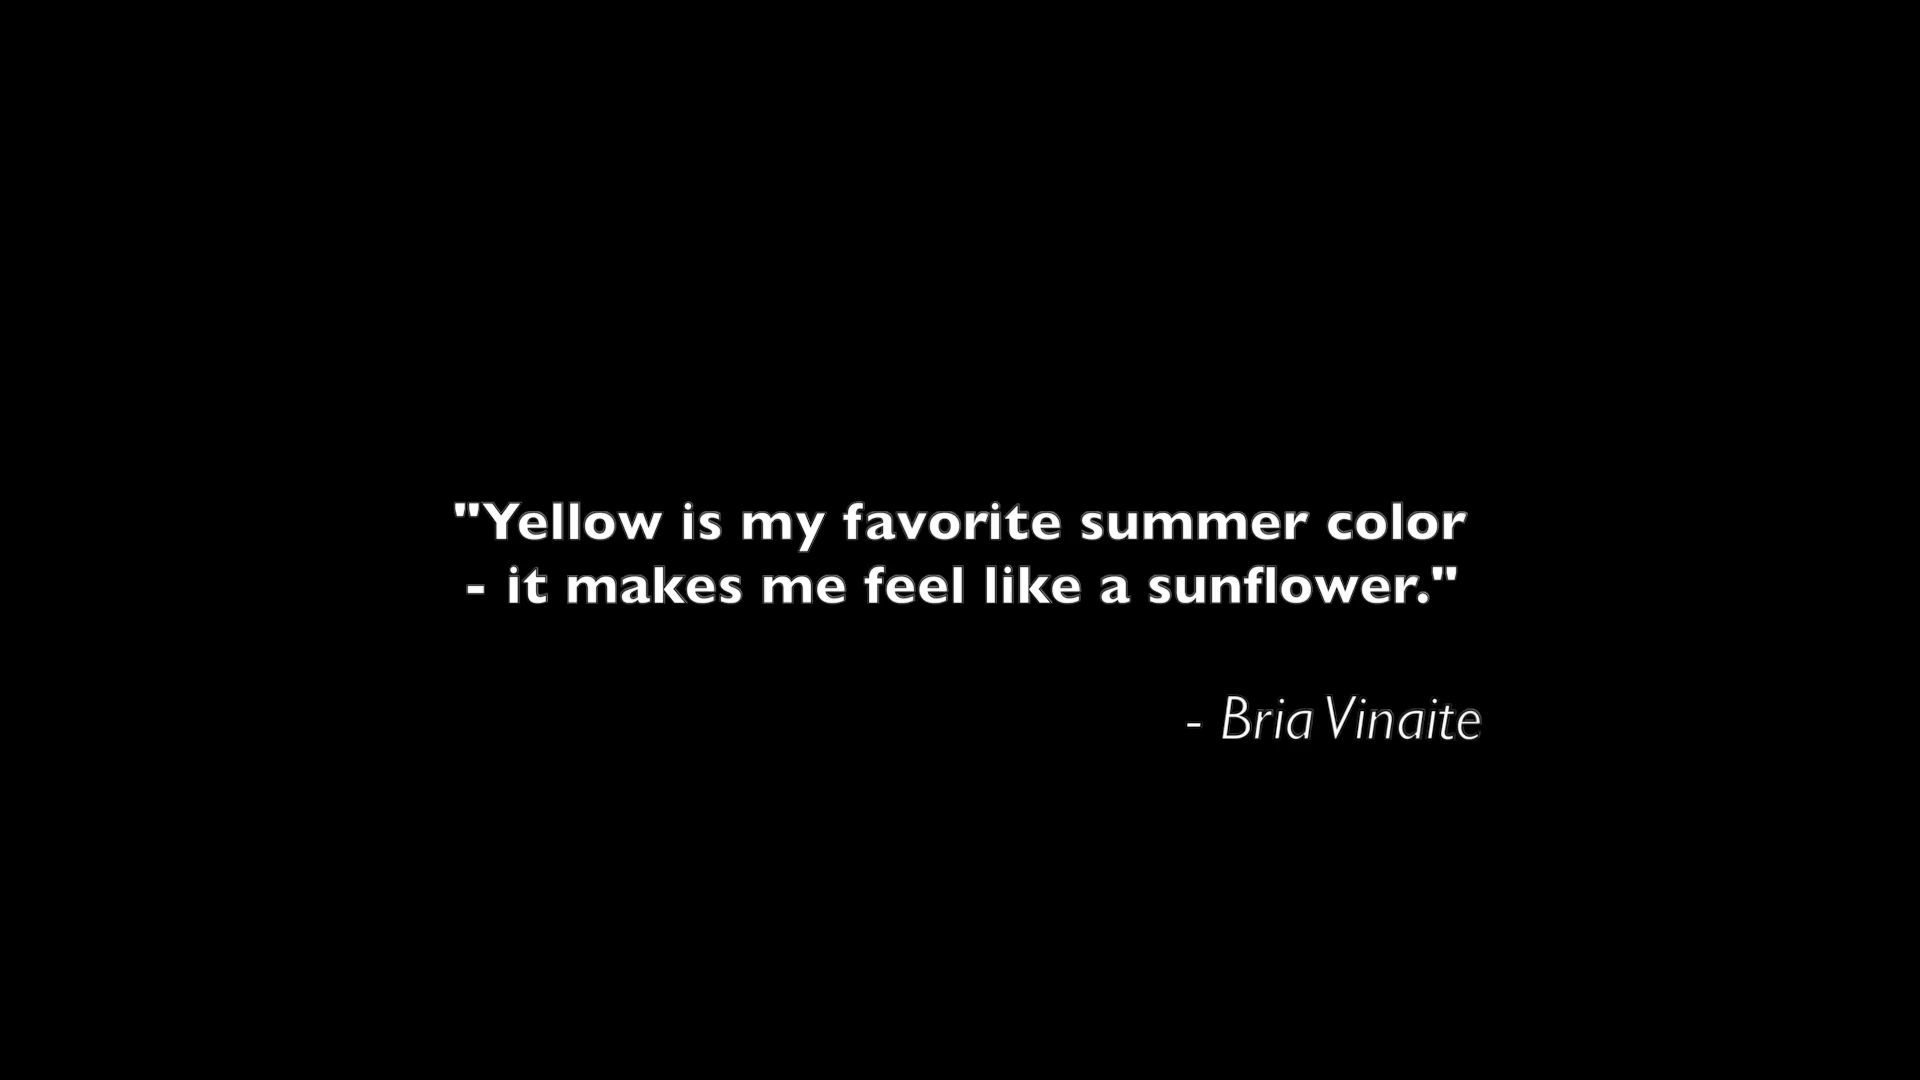 "Yellow is my favorite summer color
- it makes me feel like a sunflower."
- Bria Vinaite